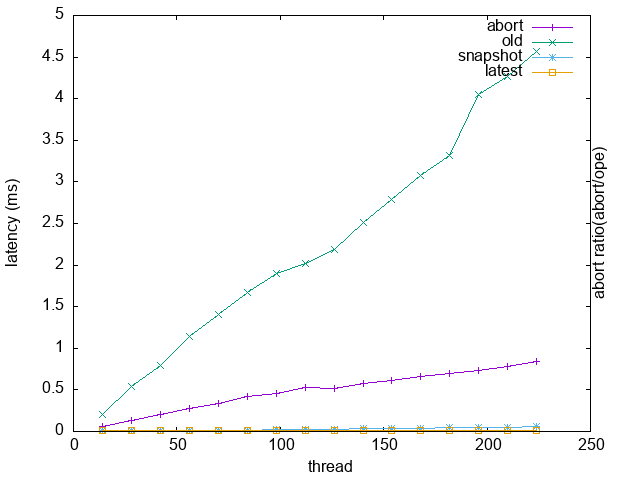 abort
old
snapshot
latest
5
4.5
4
3.5
3
2.5
2
1.5
1
0.5
0
latency (ms)
abort ratio(abort/ope)
0 50 100 150 200 250
thread